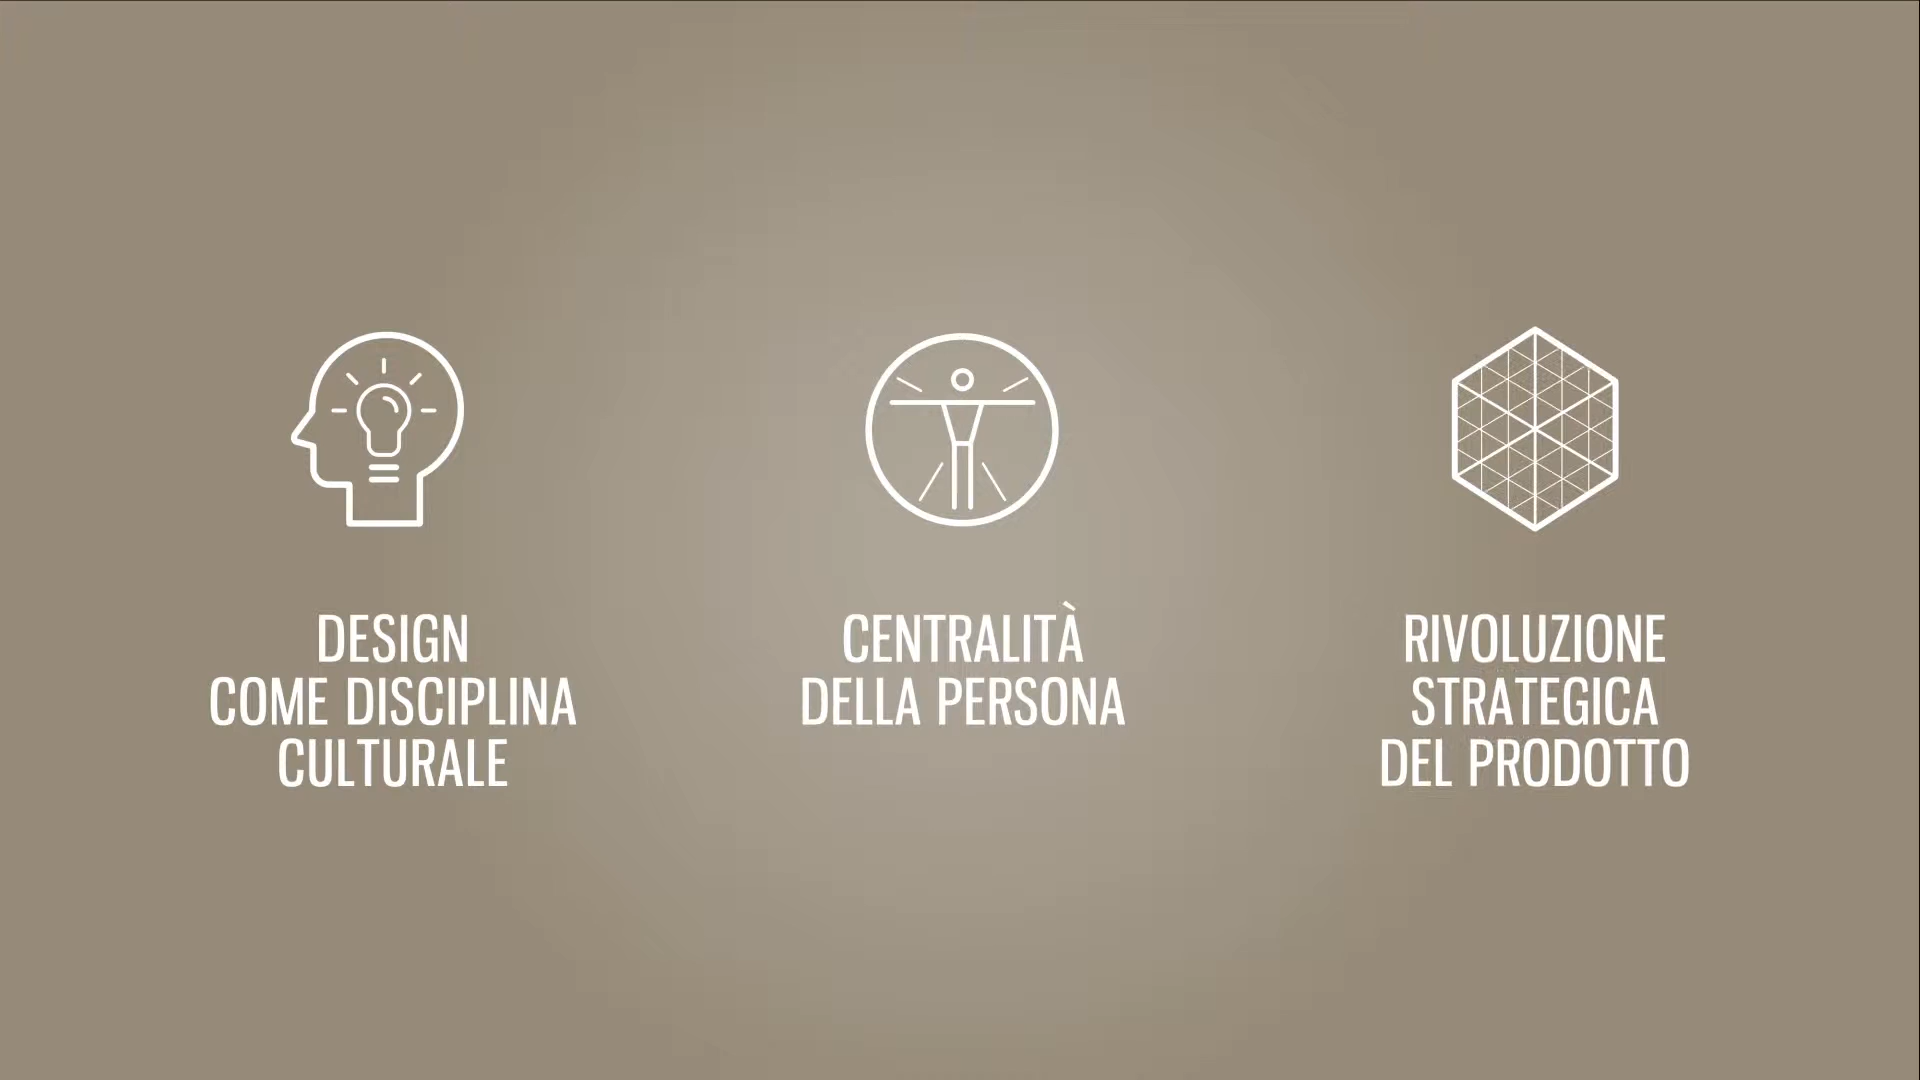 DESIGN
COME DISCIPLINA
CULTURALE
CENTRALITÀ
DELLA PERSONA
RIVOLUZIONE
STRATEGICA
DEL PRODOTTO